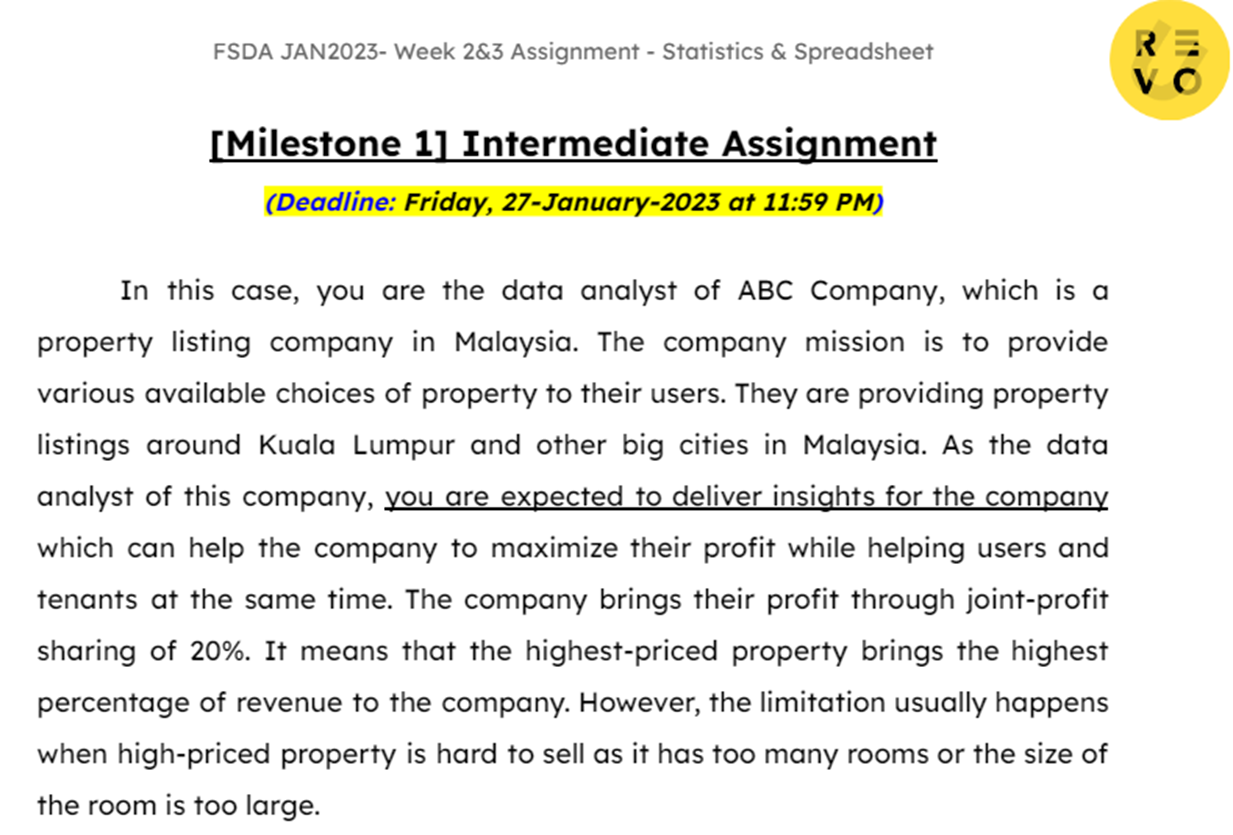 FSDA JAN2023- Week 2&3 Assignment - Statistics & Spreadsheet
R E
V O
[Milestone 1] Intermediate Assignment
(Deadline: Friday, 27-January-2023 at 11:59 PM)
In this case, you are the data analyst of ABC Company, which is a
property listing company in Malaysia. The company mission is to provide
various available choices of property to their users. They are providing property
listings around Kuala Lumpur and other big cities in Malaysia. As the data
analyst of this company, you are expected to deliver insights for the company
which can help the company to maximize their profit while helping users and
tenants at the same time. The company brings their profit through joint-profit
sharing of 20%. It means that the highest-priced property brings the highest
percentage of revenue to the company. However, the limitation usually happens
when high-priced property is hard to sell as it has too many rooms or the size of
the room is too large.